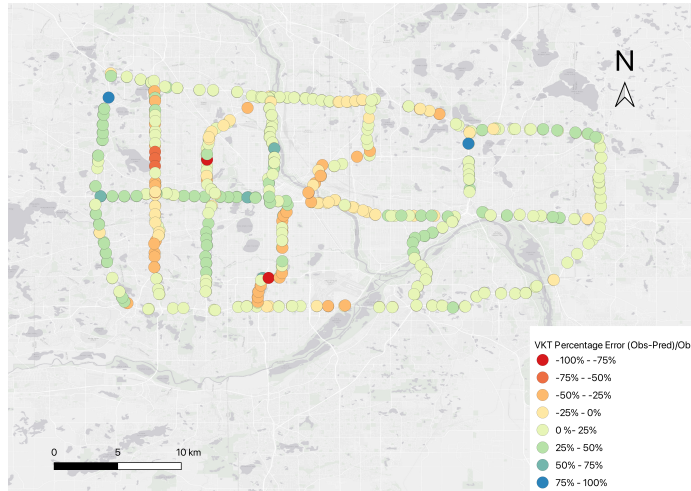 N
VKT Percentage Error (Obs-Pred)/Ob
-100% - -75%
-75% - -50%
-50% - -25%
-25% - 0%
0 %- 25%
25% - 50%
50% - 75%
75% - 100%
0 5 10 km